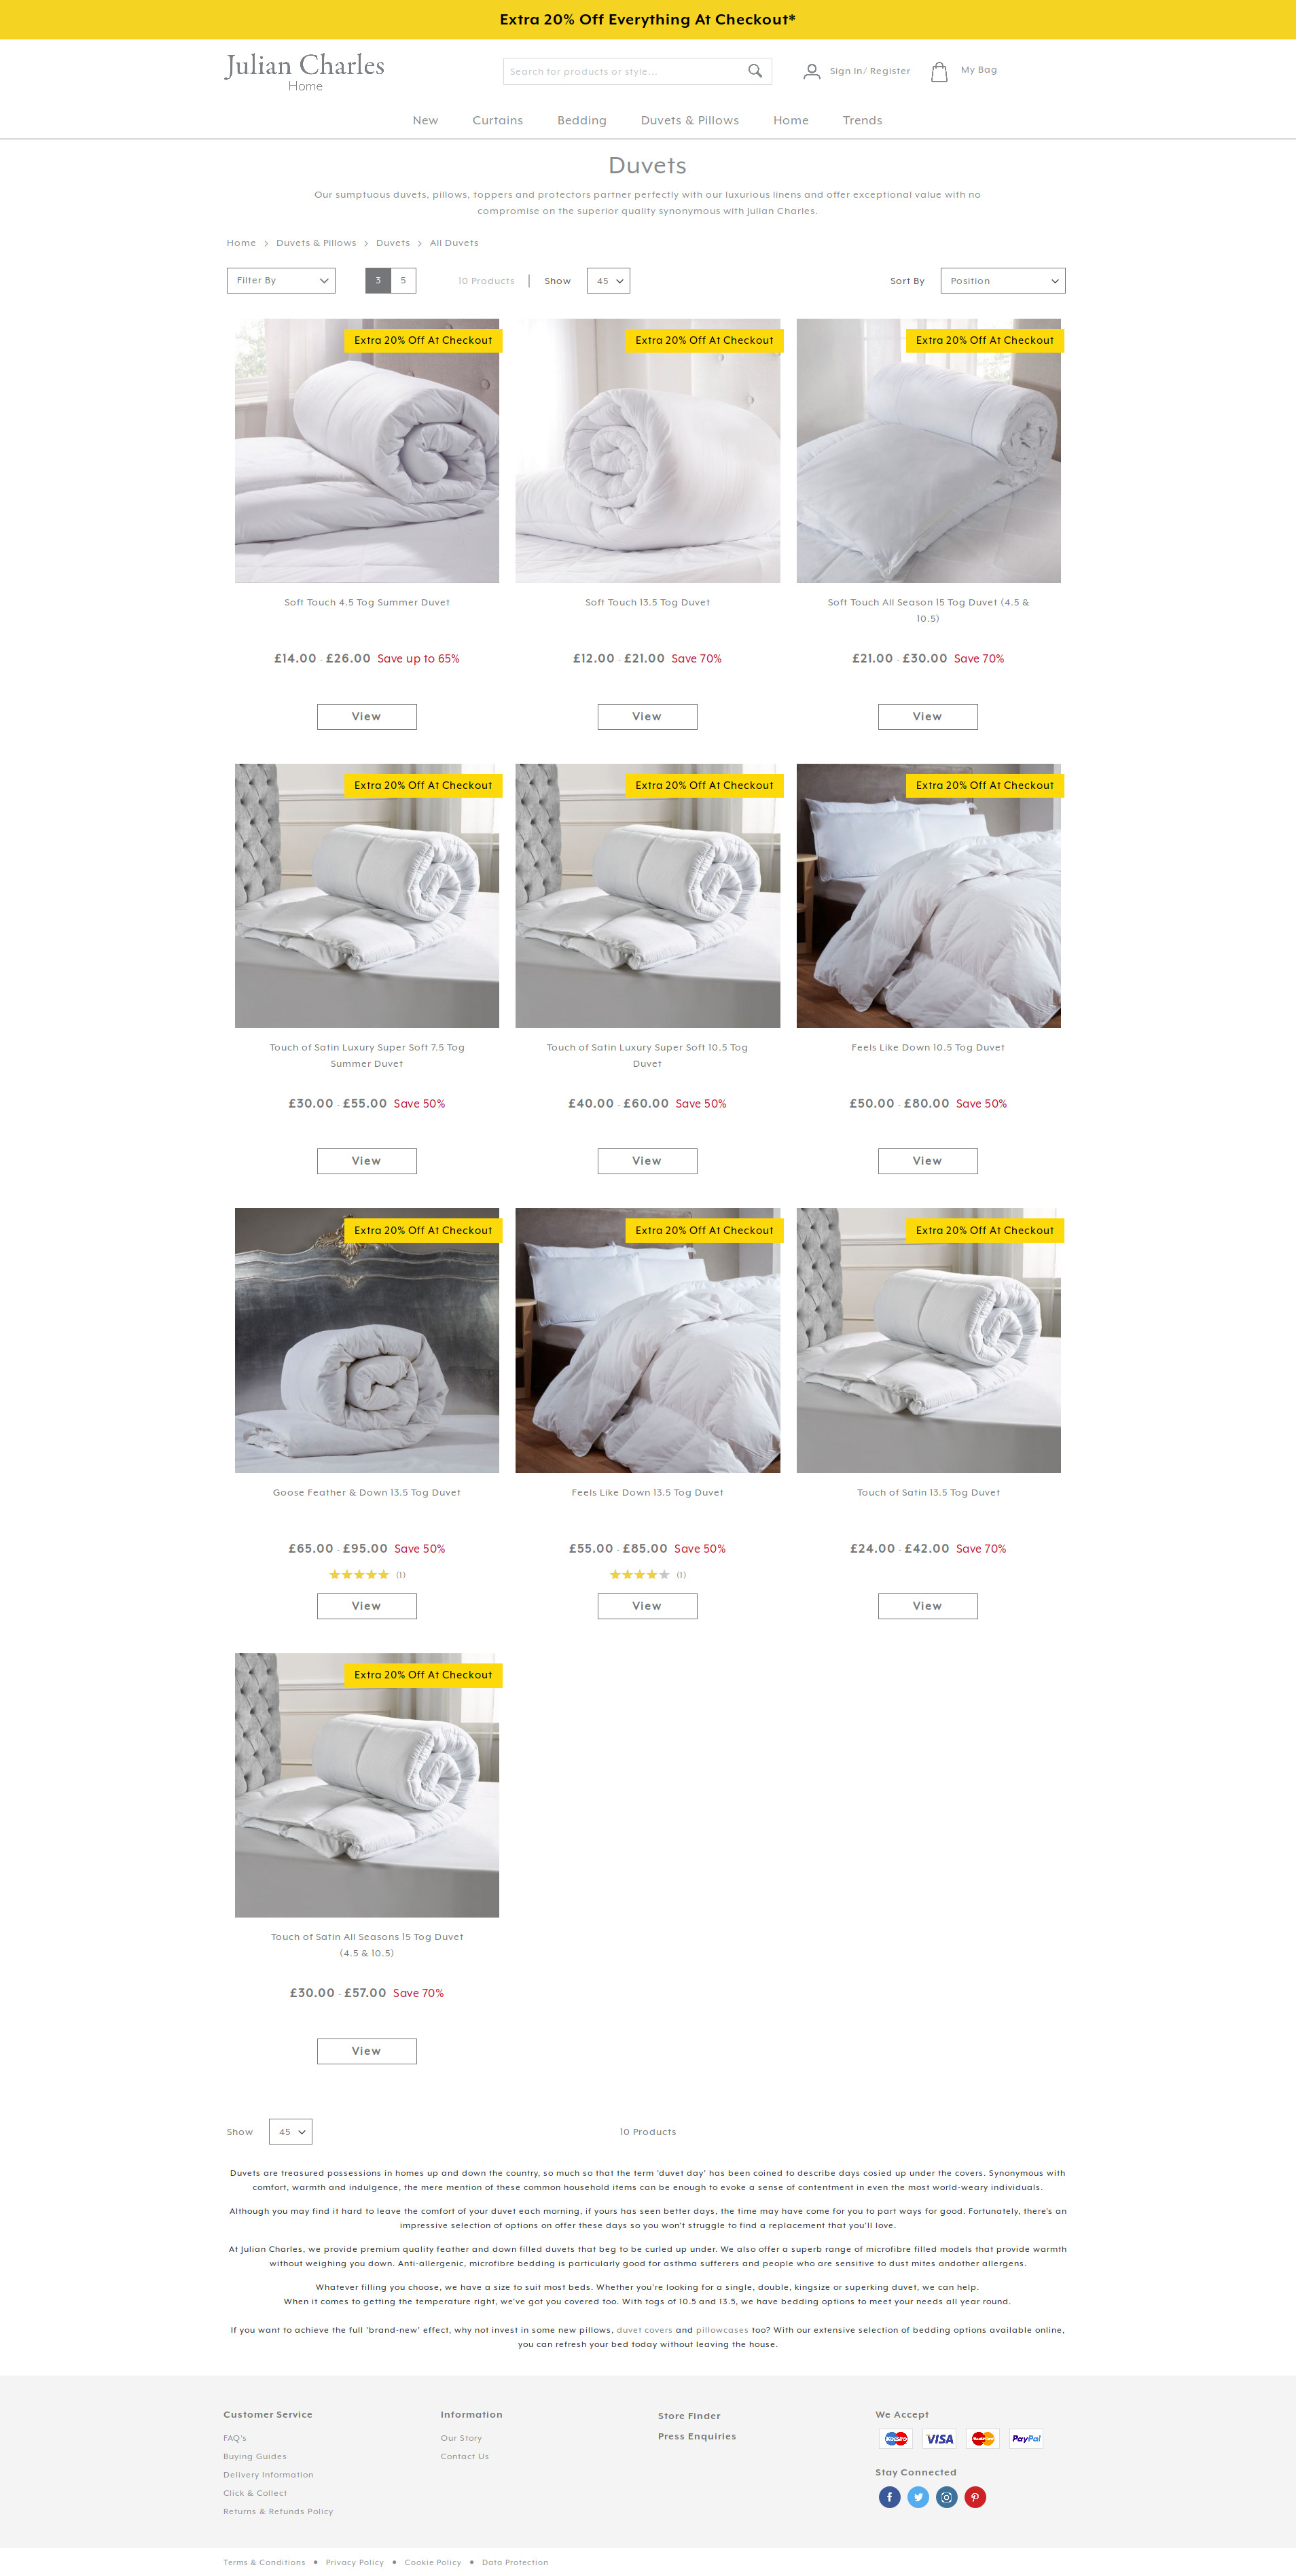 Extra 20% Off Everything At Checkout*
Julian Charles
Home
Search for products or style...
Sign In/ Register
My Bag
New Curtains Bedding Duvets & Pillows Home Trends
Duvets
Our sumptuous duvets, pillows, toppers and protectors partner perfectly with our luxurious linens and offer exceptional value with no
compromise on the superior quality synonymous with Julian Charles.
Home > Duvets & Pillows > Duvets > All Duvets
Filter By 3 5 10 Products | Show 45 Sort By Position
Extra 20% Off At Checkout Extra 20% Off At Checkout Extra 20% Off At Checkout
Soft Touch 4.5 Tog Summer Duvet Soft Touch 13.5 Tog Duvet Soft Touch All Season 15 Tog Duvet (4.5 &
10.5)
£14.00 - £26.00 Save up to 65% £12.00 - £21.00 Save 70% £21.00 - £30.00 Save 70%
View View View
Extra 20% Off At Checkout Extra 20% Off At Checkout Extra 20% Off At Checkout
Touch of Satin Luxury Super Soft 7.5 Tog Touch of Satin Luxury Super Soft 10.5 Tog Feels Like Down 10.5 Tog Duvet
Summer Duvet Duvet
£30.00 - £55.00 Save 50% £40.00 - £60.00 Save 50% £50.00 - £80.00 Save 50%
View View View
Extra 20% Off At Checkout Extra 20% Off At Checkout Extra 20% Off At Checkout
Goose Feather & Down 13.5 Tog Duvet Feels Like Down 13.5 Tog Duvet Touch of Satin 13.5 Tog Duvet
£65.00 - £95.00 Save 50% £55.00 - £85.00 Save 50% £24.00 - £42.00 Save 70%
(1) (1)
View View View
Extra 20% Off At Checkout
Touch of Satin All Seasons 15 Tog Duvet
(4.5 & 10.5)
£30.00 - £57.00 Save 70%
View
Show 45 10 Products
Duvets are treasured possessions in homes up and down the country, so much so that the term 'duvet day' has been coined to describe days cosied up under the covers. Synonymous with
comfort, warmth and indulgence, the mere mention of these common household items can be enough to evoke a sense of contentment in even the most world-weary individuals.
Although you may find it hard to leave the comfort of your duvet each morning, if yours has seen better days, the time may have come for you to part ways for good. Fortunately, there's an
impressive selection of options on offer these days so you won't struggle to find a replacement that you'll love.
At Julian Charles, we provide premium quality feather and down filled duvets that beg to be curled up under. We also offer a superb range of microfibre filled models that provide warmth
without weighing you down. Anti-allergenic, microfibre bedding is particularly good for asthma sufferers and people who are sensitive to dust mites andother allergens.
Whatever filling you choose, we have a size to suit most beds. Whether you're looking for a single, double, kingsize or superking duvet, we can help.
When it comes to getting the temperature right, we've got you covered too. With togs of 10.5 and 13.5, we have bedding options to meet your needs all year round.
If you want to achieve the full 'brand-new' effect, why not invest in some new pillows, duvet covers and pillowcases too? With our extensive selection of bedding options available online,
you can refresh your bed today without leaving the house.
Customer Service Information Store Finder We Accept
FAQ's Our Story Press Enquiries Maestro VISA MasterCard PayPal
Buying Guides Contact Us
Delivery Information Stay Connected
Click & Collect
Returns & Refunds Policy
Terms & Conditions • Privacy Policy • Cookie Policy • Data Protection